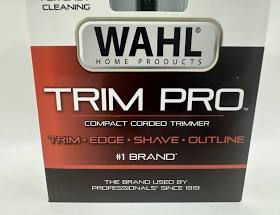 CLEANING
WAHL®
HOME PRODUCTS
TRIM PRO™
COMPACT CORDED TRIMMER
TRIM • EDGE • SHAVE • OUTLINE
#1 BRAND*
THE BRAND USED BY
PROFESSIONALS® SINCE 1919